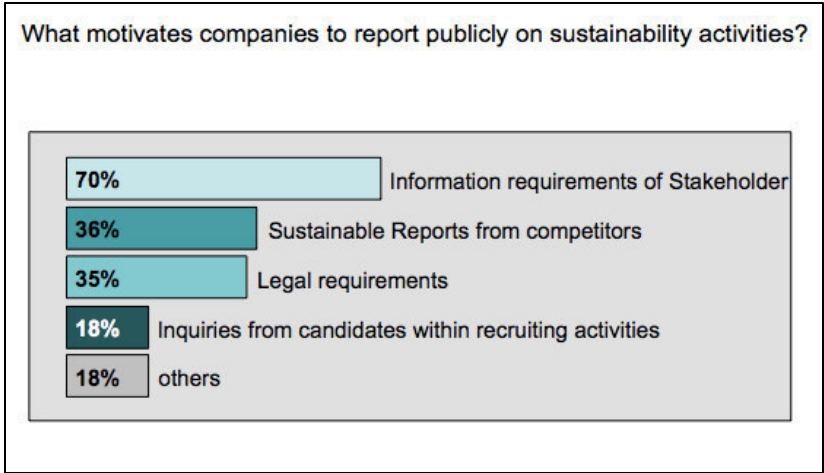 What motivates companies to report publicly on sustainability activities?
70% Information requirements of Stakeholder
36% Sustainable Reports from competitors
35% Legal requirements
18% Inquiries from candidates within recruiting activities
18% others